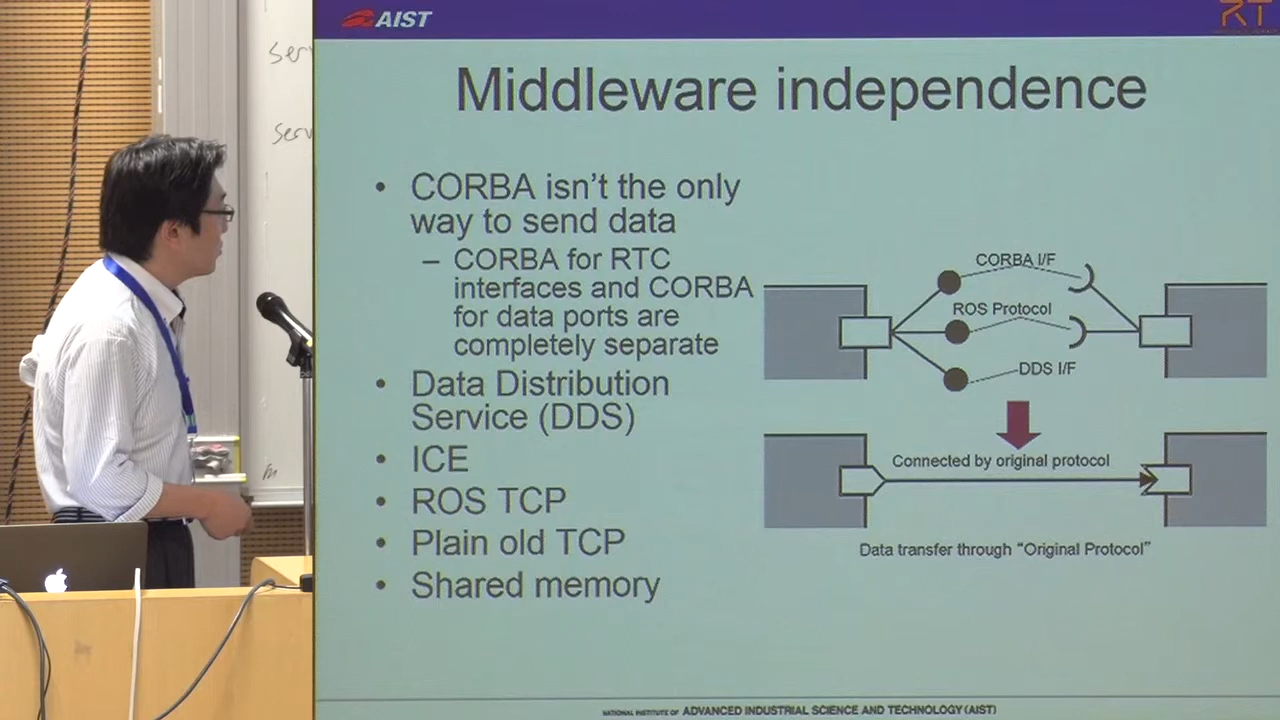 AIST
RT
Middleware independence
• CORBA isn't the only
way to send data
– CORBA for RTC
interfaces and CORBA
for data ports are
completely separate
• Data Distribution
Service (DDS)
• ICE
• ROS TCP
• Plain old TCP
• Shared memory
CORBA I/F
ROS Protocol
DDS I/F
Connected by original protocol
Data transfer through “Original Protocol”
NATIONAL INSTITUTE OF ADVANCED INDUSTRIAL SCIENCE AND TECHNOLOGY (AIST)